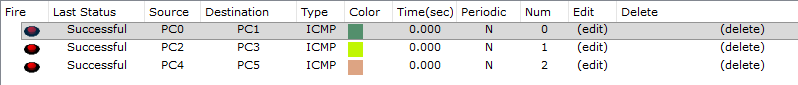 Fire Last Status Source Destination Type Color Time(sec) Periodic Num Edit Delete
Successful PC0 PC1 ICMP 0.000 N 0 (edit) (delete)
Successful PC2 PC3 ICMP 0.000 N 1 (edit) (delete)
Successful PC4 PC5 ICMP 0.000 N 2 (edit) (delete)